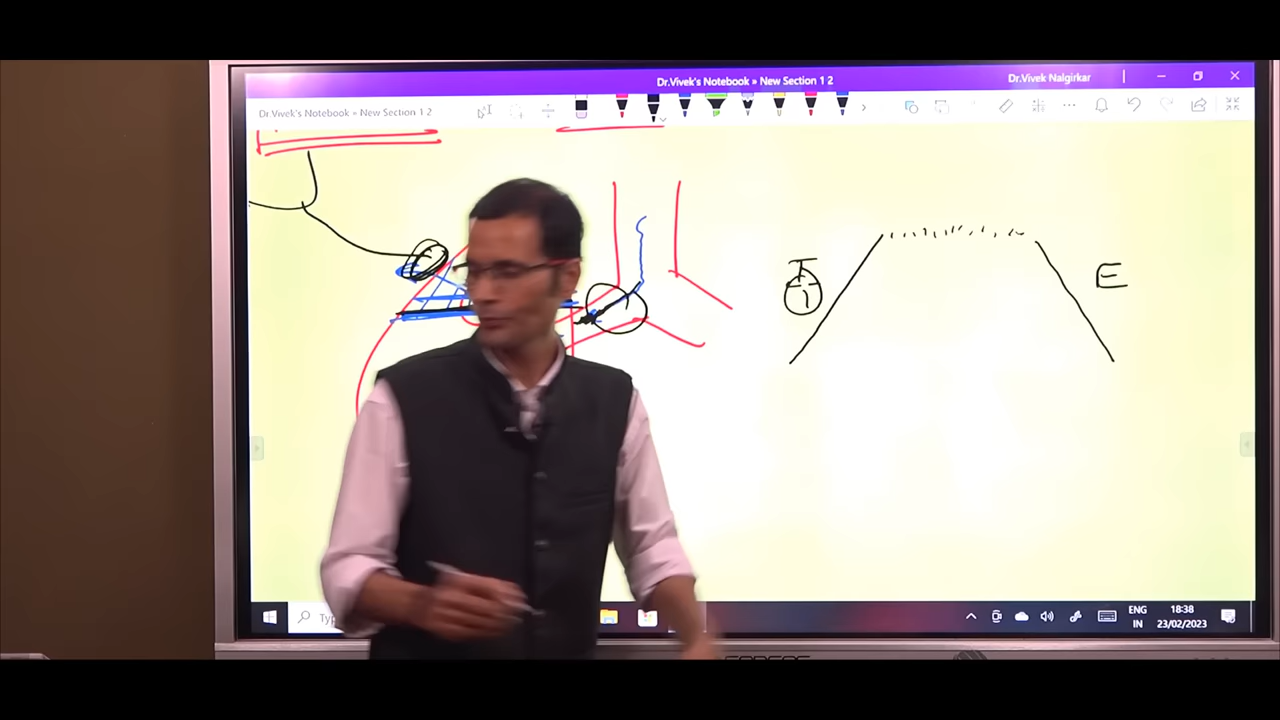 Dr.Vivek's Notebook » New Section 1 2
Dr.Vivek Nalgirkar
Dr.Vivek's Notebook » New Section 1 2
I
E
ENG
IN
18:38
23/02/2023